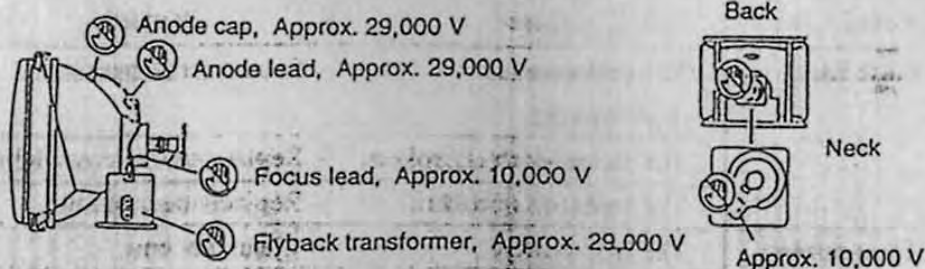 Anode cap, Approx. 29,000 V
Anode lead, Approx. 29,000 V
Focus lead, Approx. 10,000 V
Flyback transformer, Approx. 29,000 V
Back
Neck
Approx. 10,000 V